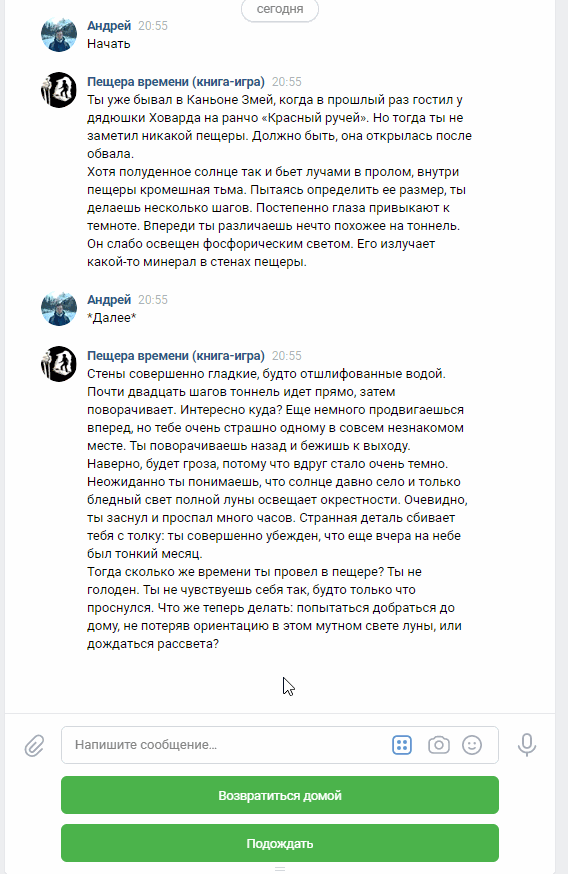 сегодня
Андрей 20:55
Начать
Пещера времени (книга-игра) 20:55
Ты уже бывал в Каньоне Змей, когда в прошлый раз гостил у
дядюшки Ховарда на ранчо «Красный ручей». Но тогда ты не
заметил никакой пещеры. Должно быть, она открылась после
обвала.
Хотя полуденное солнце так и бьет лучами в пролом, внутри
пещеры кромешная тьма. Пытаясь определить ее размер, ты
делаешь несколько шагов. Постепенно глаза привыкают к
темноте. Впереди ты различаешь нечто похожее на тоннель.
Он слабо освещен фосфорическим светом. Его излучает
какой-то минерал в стенах пещеры.
Андрей 20:55
*Далее*
Пещера времени (книга-игра) 20:55
Стены совершенно гладкие, будто отшлифованные водой.
Почти двадцать шагов тоннель идет прямо, затем
поворачивает. Интересно куда? Еще немного продвигаешься
вперед, но тебе очень страшно одному в совсем незнакомом
месте. Ты поворачиваешь назад и бежишь к выходу.
Наверно, будет гроза, потому что вдруг стало очень темно.
Неожиданно ты понимаешь, что солнце давно село и только
бледный свет полной луны освещает окрестности. Очевидно,
ты заснул и проспал много часов. Странная деталь сбивает
тебя с толку: ты совершенно убежден, что еще вчера на небе
был тонкий месяц.
Тогда сколько же времени ты провел в пещере? Ты не
голоден. Ты не чувствуешь себя так, будто только что
проснулся. Что же теперь делать: попытаться добраться до
дому, не потеряв ориентацию в этом мутном свете луны, или
дождаться рассвета?
Напишите сообщение...
Возвратиться домой
Подождать